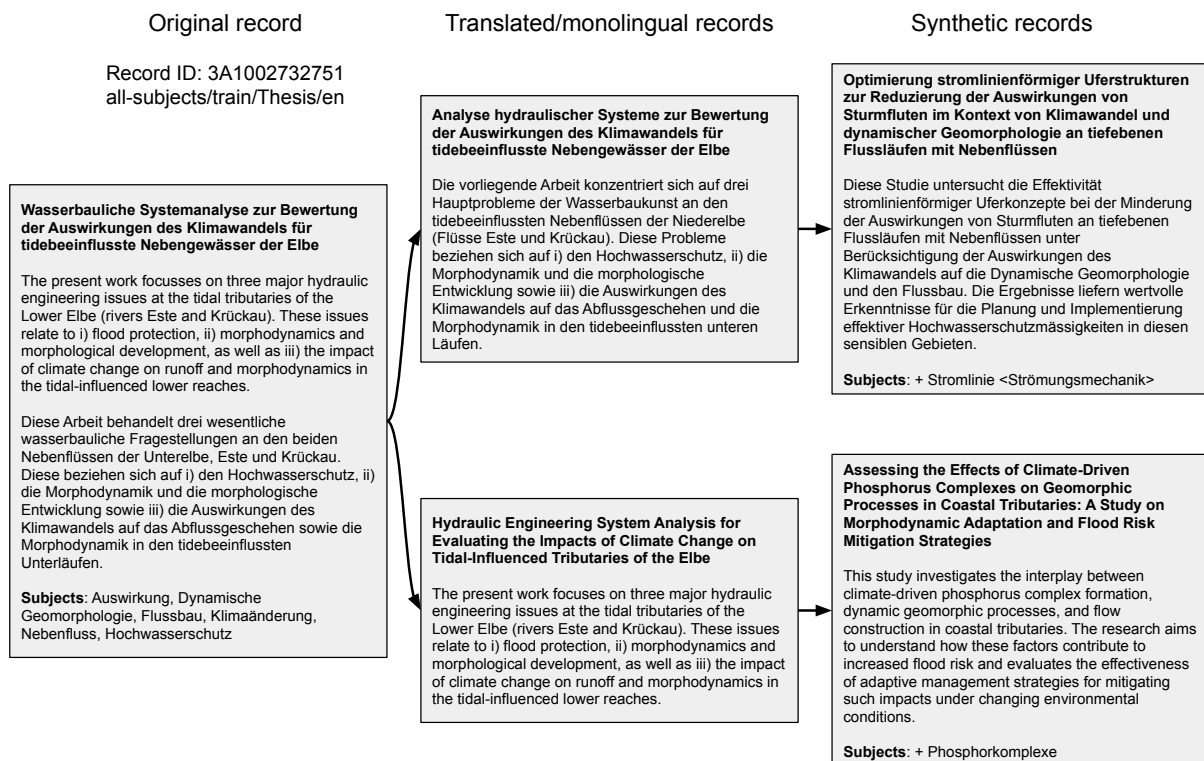 Original record
Record ID: 3A1002732751
all-subjects/train/Thesis/en
Wasserbauliche Systemanalyse zur Bewertung
der Auswirkungen des Klimawandels für
tidebeeinflusste Nebengewässer der Elbe
The present work focusses on three major hydraulic
engineering issues at the tidal tributaries of the
Lower Elbe (rivers Este and Krückau). These issues
relate to i) flood protection, ii) morphodynamics and
morphological development, as well as iii) the impact
of climate change on runoff and morphodynamics in
the tidal-influenced lower reaches.
Diese Arbeit behandelt drei wesentliche
wasserbauliche Fragestellungen an den beiden
Nebenflüssen der Unterelbe, Este und Krückau.
Diese beziehen sich auf i) den Hochwasserschutz, ii)
die Morphodynamik und die morphologische
Entwicklung sowie iii) die Auswirkungen des
Klimawandels auf das Abflussgeschehen sowie die
Morphodynamik in den tidebeeinflussten
Unterläufen.
Subjects: Auswirkung, Dynamische
Geomorphologie, Flussbau, Klimaänderung,
Nebenfluss, Hochwasserschutz
Translated/monolingual records
Analyse hydraulischer Systeme zur Bewertung
der Auswirkungen des Klimawandels für
tidebeeinflusste Nebengewässer der Elbe
Die vorliegende Arbeit konzentriert sich auf drei
Hauptprobleme der Wasserbaukunst an den
tidebeeinflussten Nebenflüssen der Niederelbe
(Flüsse Este und Krückau). Diese Probleme
beziehen sich auf i) den Hochwasserschutz, ii) die
Morphodynamik und die morphologische
Entwicklung sowie iii) die Auswirkungen des
Klimawandels auf das Abflussgeschehen und die
Morphodynamik in den tidebeeinflussten unteren
Läufen.
Hydraulic Engineering System Analysis for
Evaluating the Impacts of Climate Change on
Tidal-Influenced Tributaries of the Elbe
The present work focuses on three major hydraulic
engineering issues at the tidal tributaries of the
Lower Elbe (rivers Este and Krückau). These issues
relate to i) flood protection, ii) morphodynamics and
morphological development, as well as iii) the impact
of climate change on runoff and morphodynamics in
the tidal-influenced lower reaches.
Synthetic records
Optimierung stromlinienförmiger Uferstrukturen
zur Reduzierung der Auswirkungen von
Sturmfluten im Kontext von Klimawandel und
dynamischer Geomorphologie an tiefebenen
Flussläufen mit Nebenflüssen
Diese Studie untersucht die Effektivität
stromlinienförmiger Uferkonzepte bei der Minderung
der Auswirkungen von Sturmfluten an tiefebenen
Flussläufen mit Nebenflüssen unter
Berücksichtigung der Auswirkungen des
Klimawandels auf die Dynamische Geomorphologie
und den Flussbau. Die Ergebnisse liefern wertvolle
Erkenntnisse für die Planung und Implementierung
effektiver Hochwasserschutzmässigkeiten in diesen
sensiblen Gebieten.
Subjects: + Stromlinie <Strömungsmechanik>
Assessing the Effects of Climate-Driven
Phosphorus Complexes on Geomorphic
Processes in Coastal Tributaries: A Study on
Morphodynamic Adaptation and Flood Risk
Mitigation Strategies
This study investigates the interplay between
climate-driven phosphorus complex formation,
dynamic geomorphic processes, and flow
construction in coastal tributaries. The research aims
to understand how these factors contribute to
increased flood risk and evaluates the effectiveness
of adaptive management strategies for mitigating
such impacts under changing environmental
conditions.
Subjects: + Phosphorkomplexe